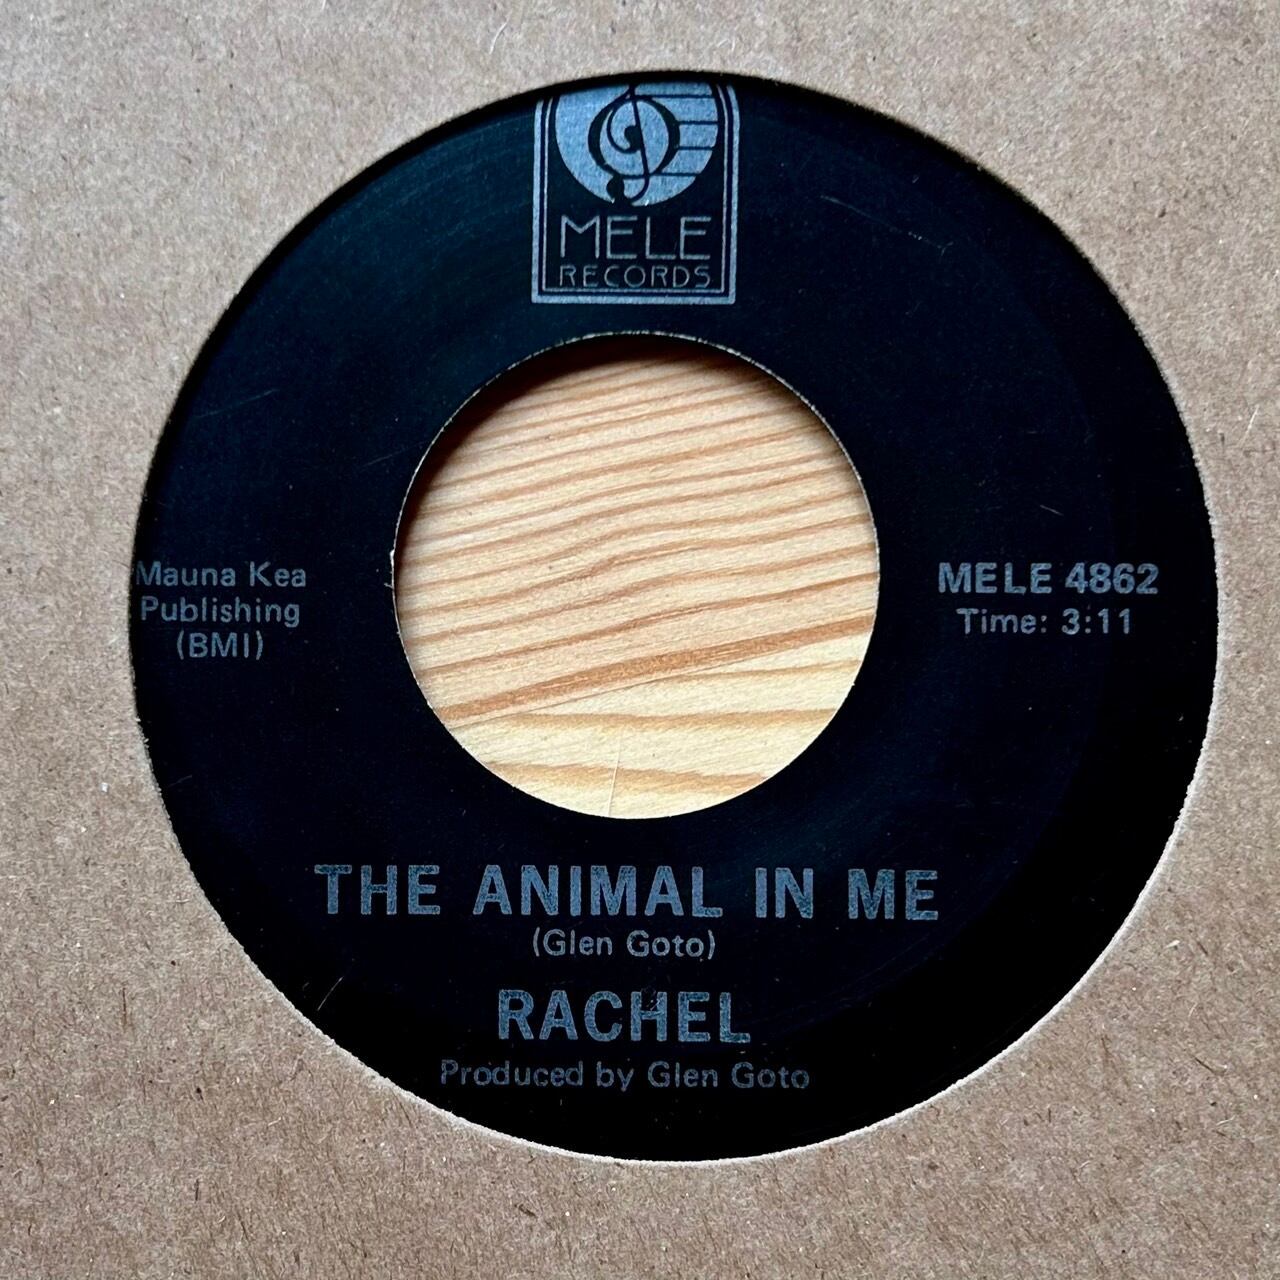 MELE
RECORDS
Mauna Kea
Publishing
(BMI)
MELE 4862
Time: 3:11
THE ANIMAL IN ME
(Glen Goto)
RACHEL
Produced by Glen Goto